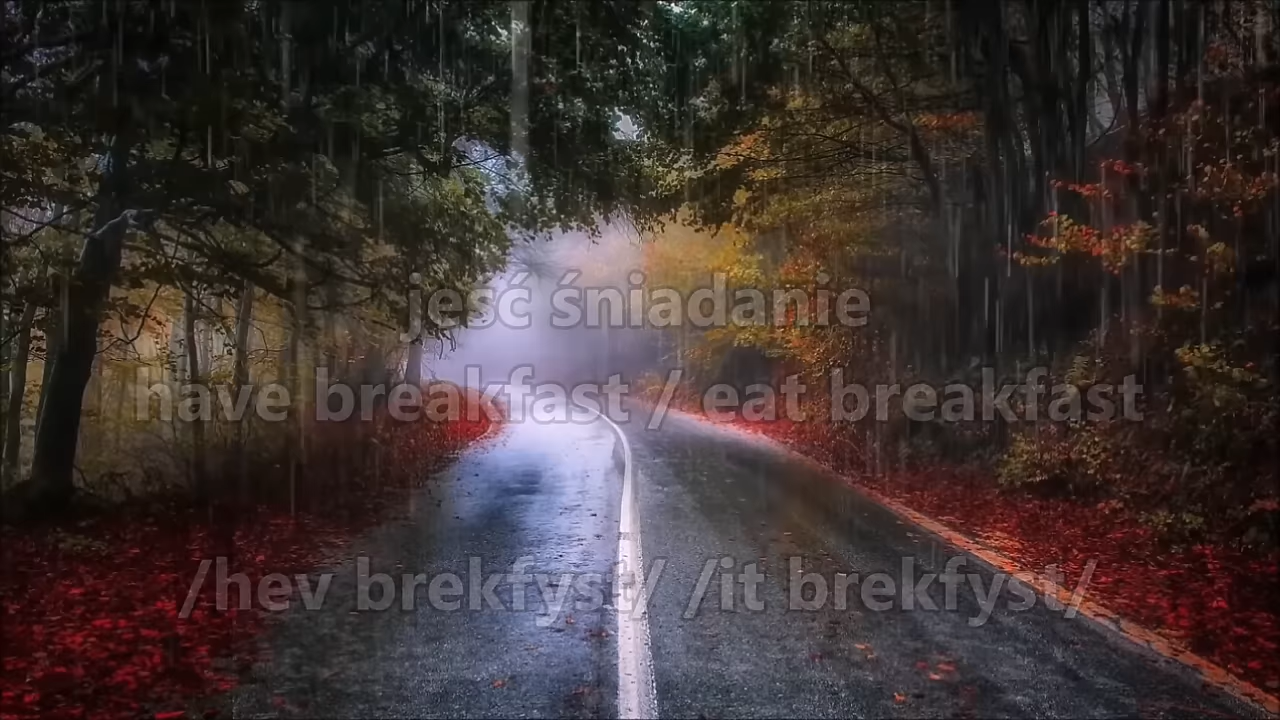 jeść śniadanie
have breakfast / eat breakfast
/hev brekfyst/ /it brekfyst/